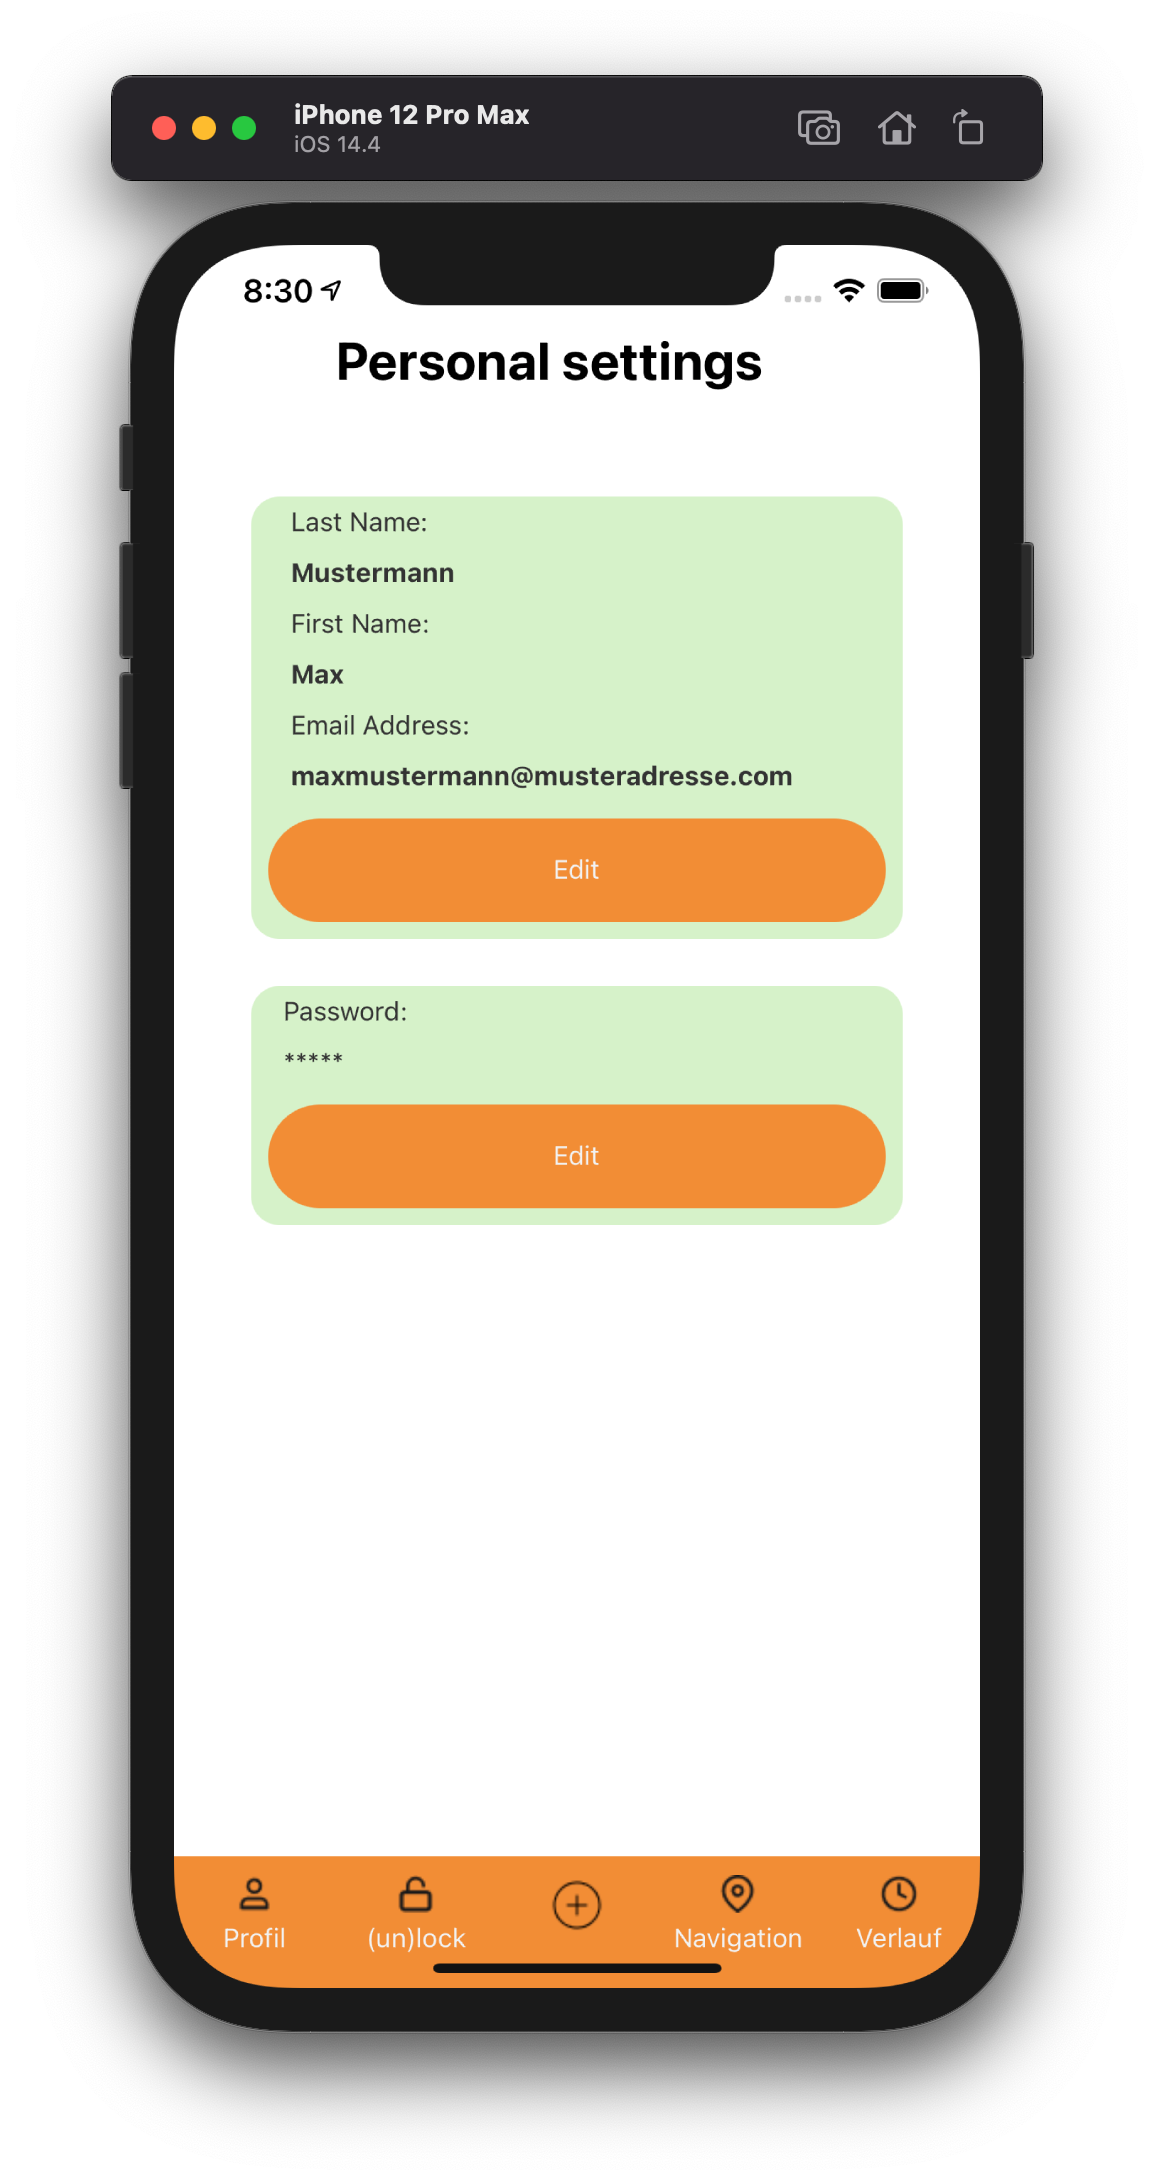 iPhone 12 Pro Max
iOS 14.4
8:30
Personal settings
Last Name:
Mustermann
First Name:
Max
Email Address:
maxmustermann@musteradresse.com
Edit
Password:
*****
Edit
Profil (un)lock Navigation Verlauf